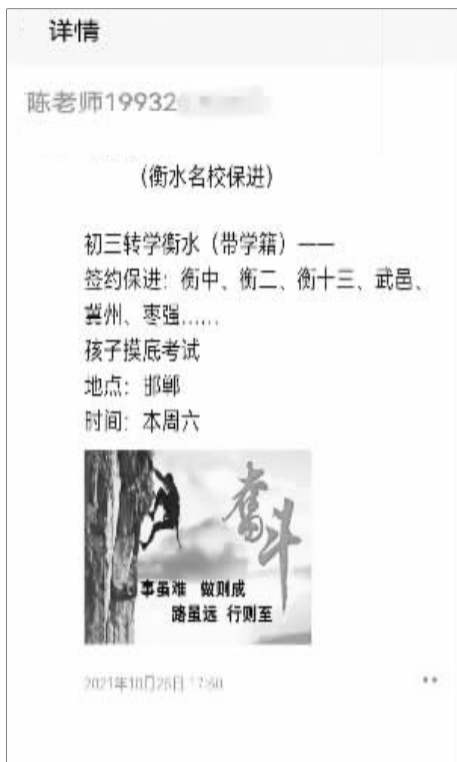 详情
陈老师19932
（衡水名校保进）
初三转学衡水（带学籍）——
签约保进：衡中、衡二、衡十三、武邑、
冀州、枣强……
孩子摸底考试
地点：邯郸
时间：本周六
奋斗
事虽难 做则成
路虽远 行则至
2021年10月26日 17:50